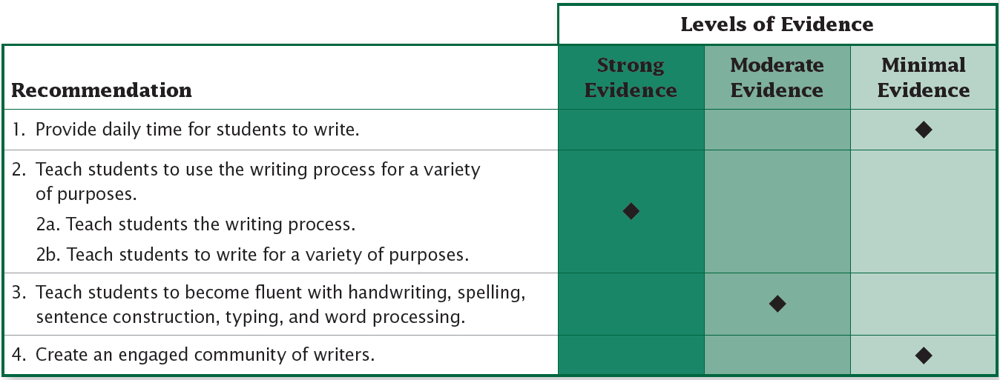 Levels of Evidence
Recommendation
Strong Evidence
Moderate Evidence
Minimal Evidence
1. Provide daily time for students to write.
◆
2. Teach students to use the writing process for a variety
of purposes.
2a. Teach students the writing process.
◆
2b. Teach students to write for a variety of purposes.
3. Teach students to become fluent with handwriting, spelling,
sentence construction, typing, and word processing.
◆
4. Create an engaged community of writers.
◆